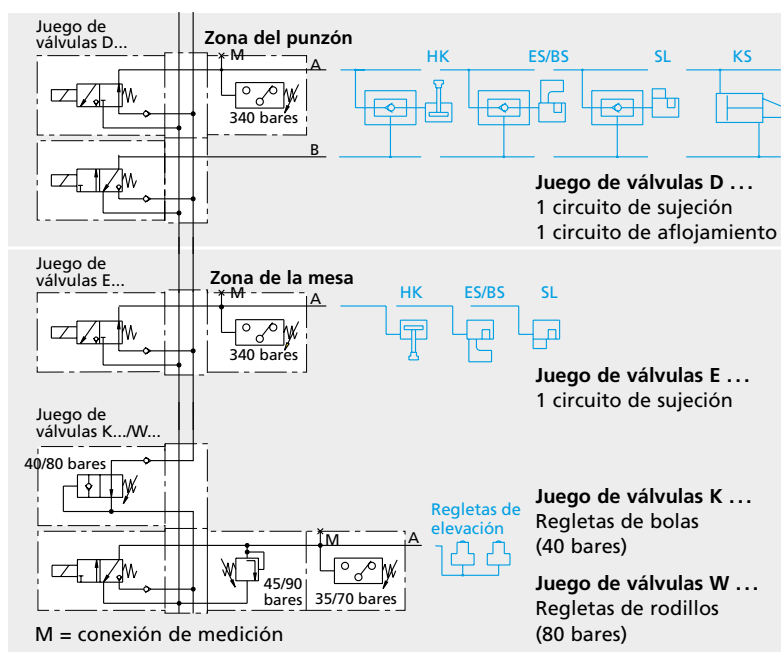 Juego de
válvulas D...
Zona del punzón
M
A
340 bares
B
HK
ES/BS
SL
KS
T
T
Juego de válvulas D ...
1 circuito de sujeción
1 circuito de aflojamiento
Juego de
válvulas E...
Zona de la mesa
M
A
340 bares
T
HK
ES/BS
SL
Juego de válvulas E ...
1 circuito de sujeción
Juego de
válvulas K.../W...
40/80 bares
M
A
T
45/90
bares
35/70 bares
Regletas de
elevación
Juego de válvulas K ...
Regletas de bolas
(40 bares)
Juego de válvulas W ...
Regletas de rodillos
(80 bares)
M = conexión de medición